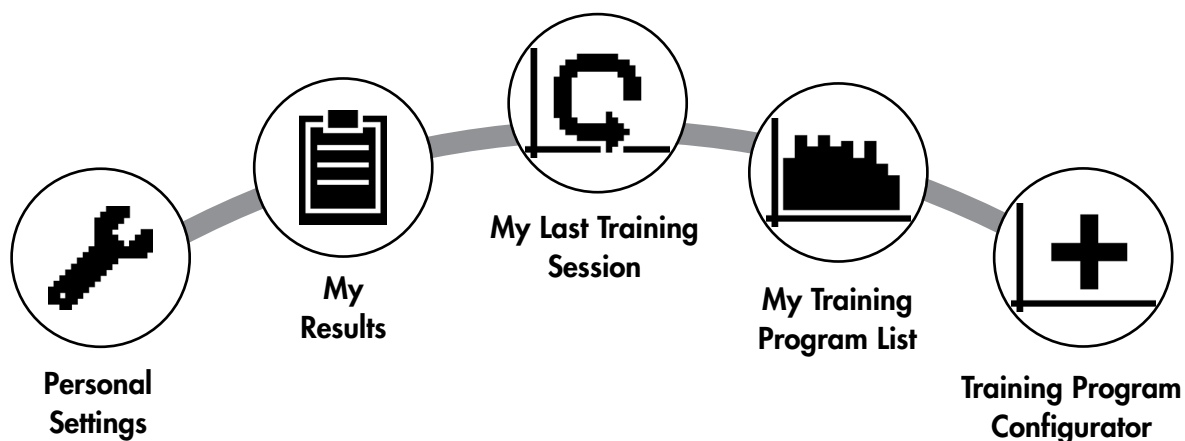 Personal
Settings
My
Results
My Last Training
Session
My Training
Program List
Training Program
Configurator